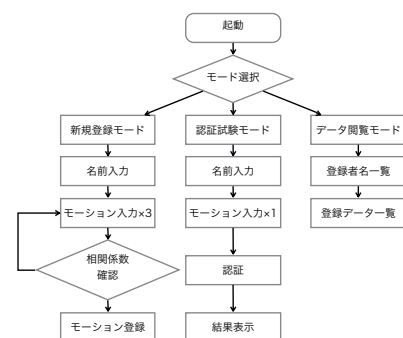 起動
モード選択
新規登録モード
認証試験モード
データ閲覧モード
名前入力
名前入力
登録者名一覧
モーション入力×3
モーション入力×1
登録データ一覧
相関係数
確認
認証
モーション登録
結果表示